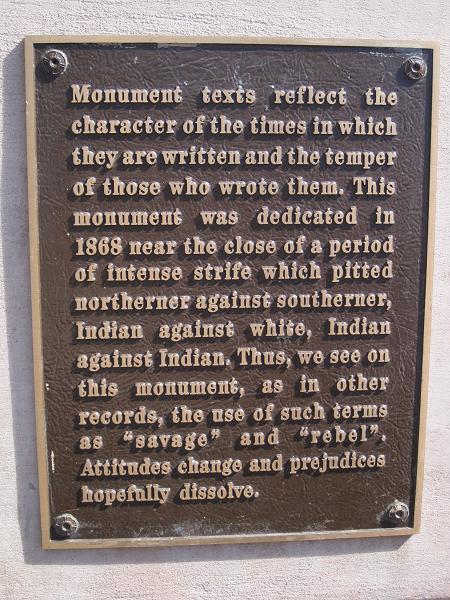 Monument texts reflect the
character of the times in which
they are written and the temper
of those who wrote them. This
monument was dedicated in
1868 near the close of a period
of intense strife which pitted
northerner against southerner,
Indian against white, Indian
against Indian. Thus, we see on
this monument, as in other
records, the use of such terms
as "savage" and "rebel".
Attitudes change and prejudices
hopefully dissolve.